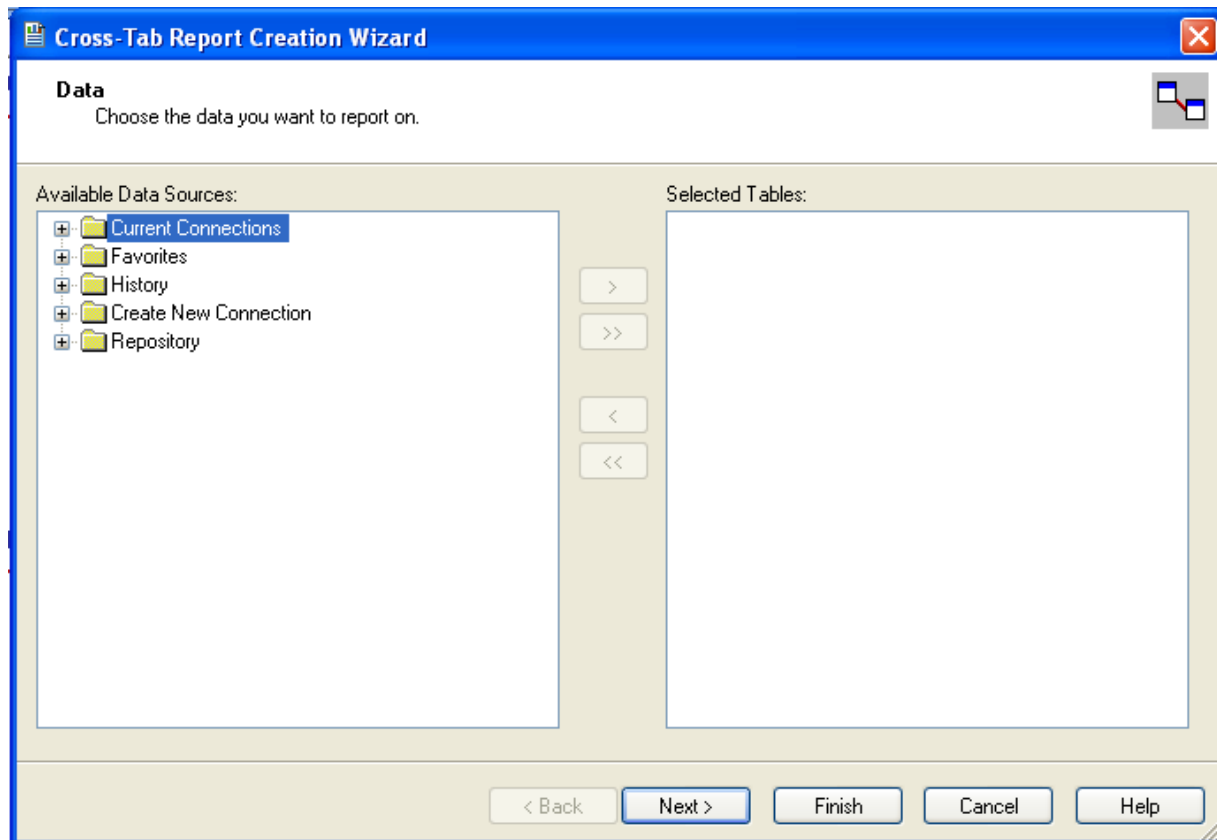 Cross-Tab Report Creation Wizard
Data
Choose the data you want to report on.
Available Data Sources:
Selected Tables:
Current Connections
Favorites
History
Create New Connection
Repository
>
>>
<
<<
< Back
Next >
Finish
Cancel
Help